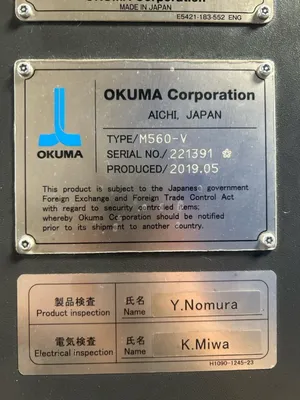 OKUMA Corporation
MADE IN JAPAN
E5421-183-552 ENG
OKUMA Corporation
AICHI, JAPAN
OKUMA
TYPE/M560-V
SERIAL NO./221391
PRODUCED/2019.05
This product is subject to the Japanese government
Foreign Exchange and Foreign Trade Control Act
with regard to security controlled items;
whereby Okuma Corporation should be notified
prior to its shipment to another country.
製品検査 氏名 Y.Nomura
Product inspection Name
電気検査 氏名 K.Miwa
Electrical inspection Name
H1090-1245-23